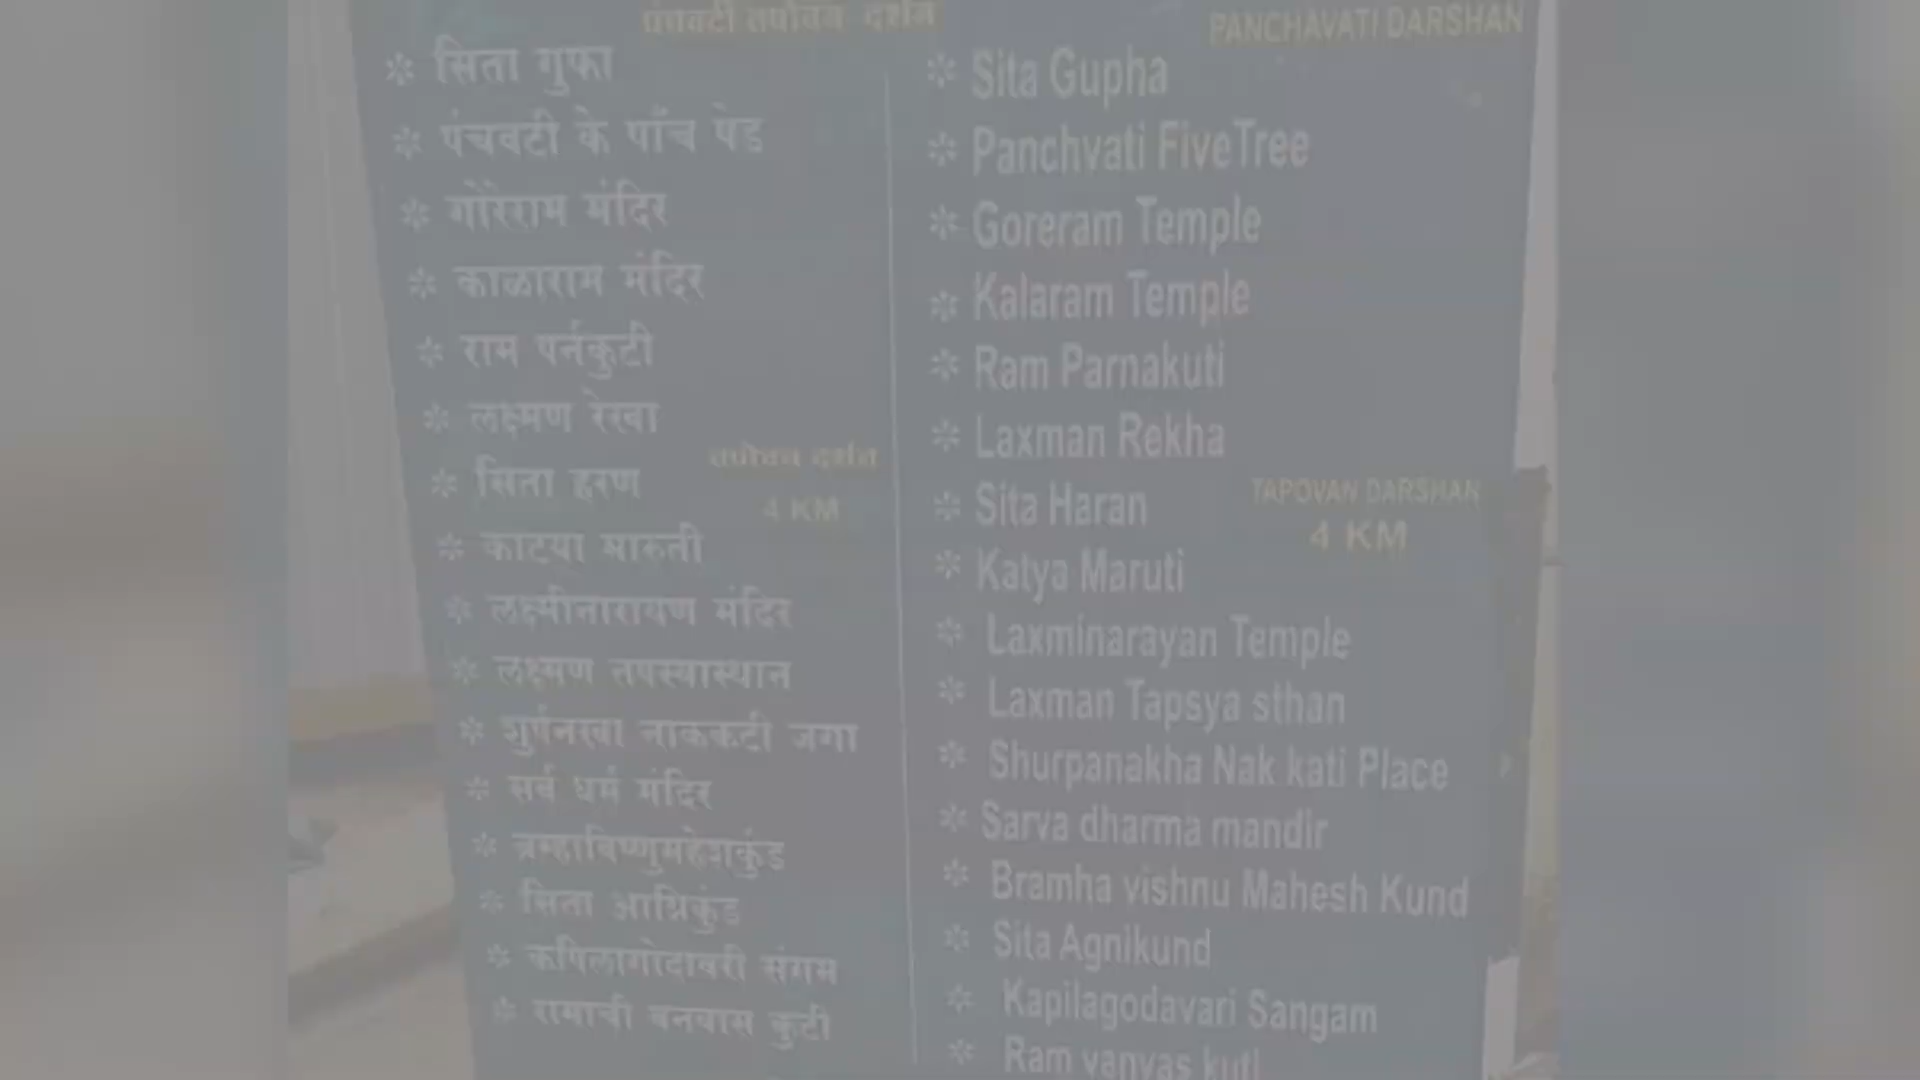 पंचवटी तपोवन दर्शन
* सिता गुफा
* पंचवटी के पाँच पेड
* गोरेराम मंदिर
* काळाराम मंदिर
* राम पर्नकुटी
* लक्ष्मण रेखा
* सिता हरण
तपोवन दर्शन
4 KM
* काटया मारुती
* लक्ष्मीनारायण मंदिर
* लक्ष्मण तपस्यास्थान
* शुर्पनखा नाककटी जगा
* सर्व धर्म मंदिर
* ब्रम्हाविष्णुमहेशकुंड
* सिता अग्निकुंड
* कपिलागोदावरी संगम
* रामाची वनवास कुटी
PANCHAVATI DARSHAN
* Sita Gupha
* Panchvati FiveTree
* Goreram Temple
* Kalaram Temple
* Ram Parnakuti
* Laxman Rekha
* Sita Haran
TAPOVAN DARSHAN
4 KM
* Katya Maruti
* Laxminarayan Temple
* Laxman Tapsya sthan
* Shurpanakha Nak kati Place
* Sarva dharma mandir
* Bramha vishnu Mahesh Kund
* Sita Agnikund
* Kapilagodavari Sangam
* Ram vanvas kuti